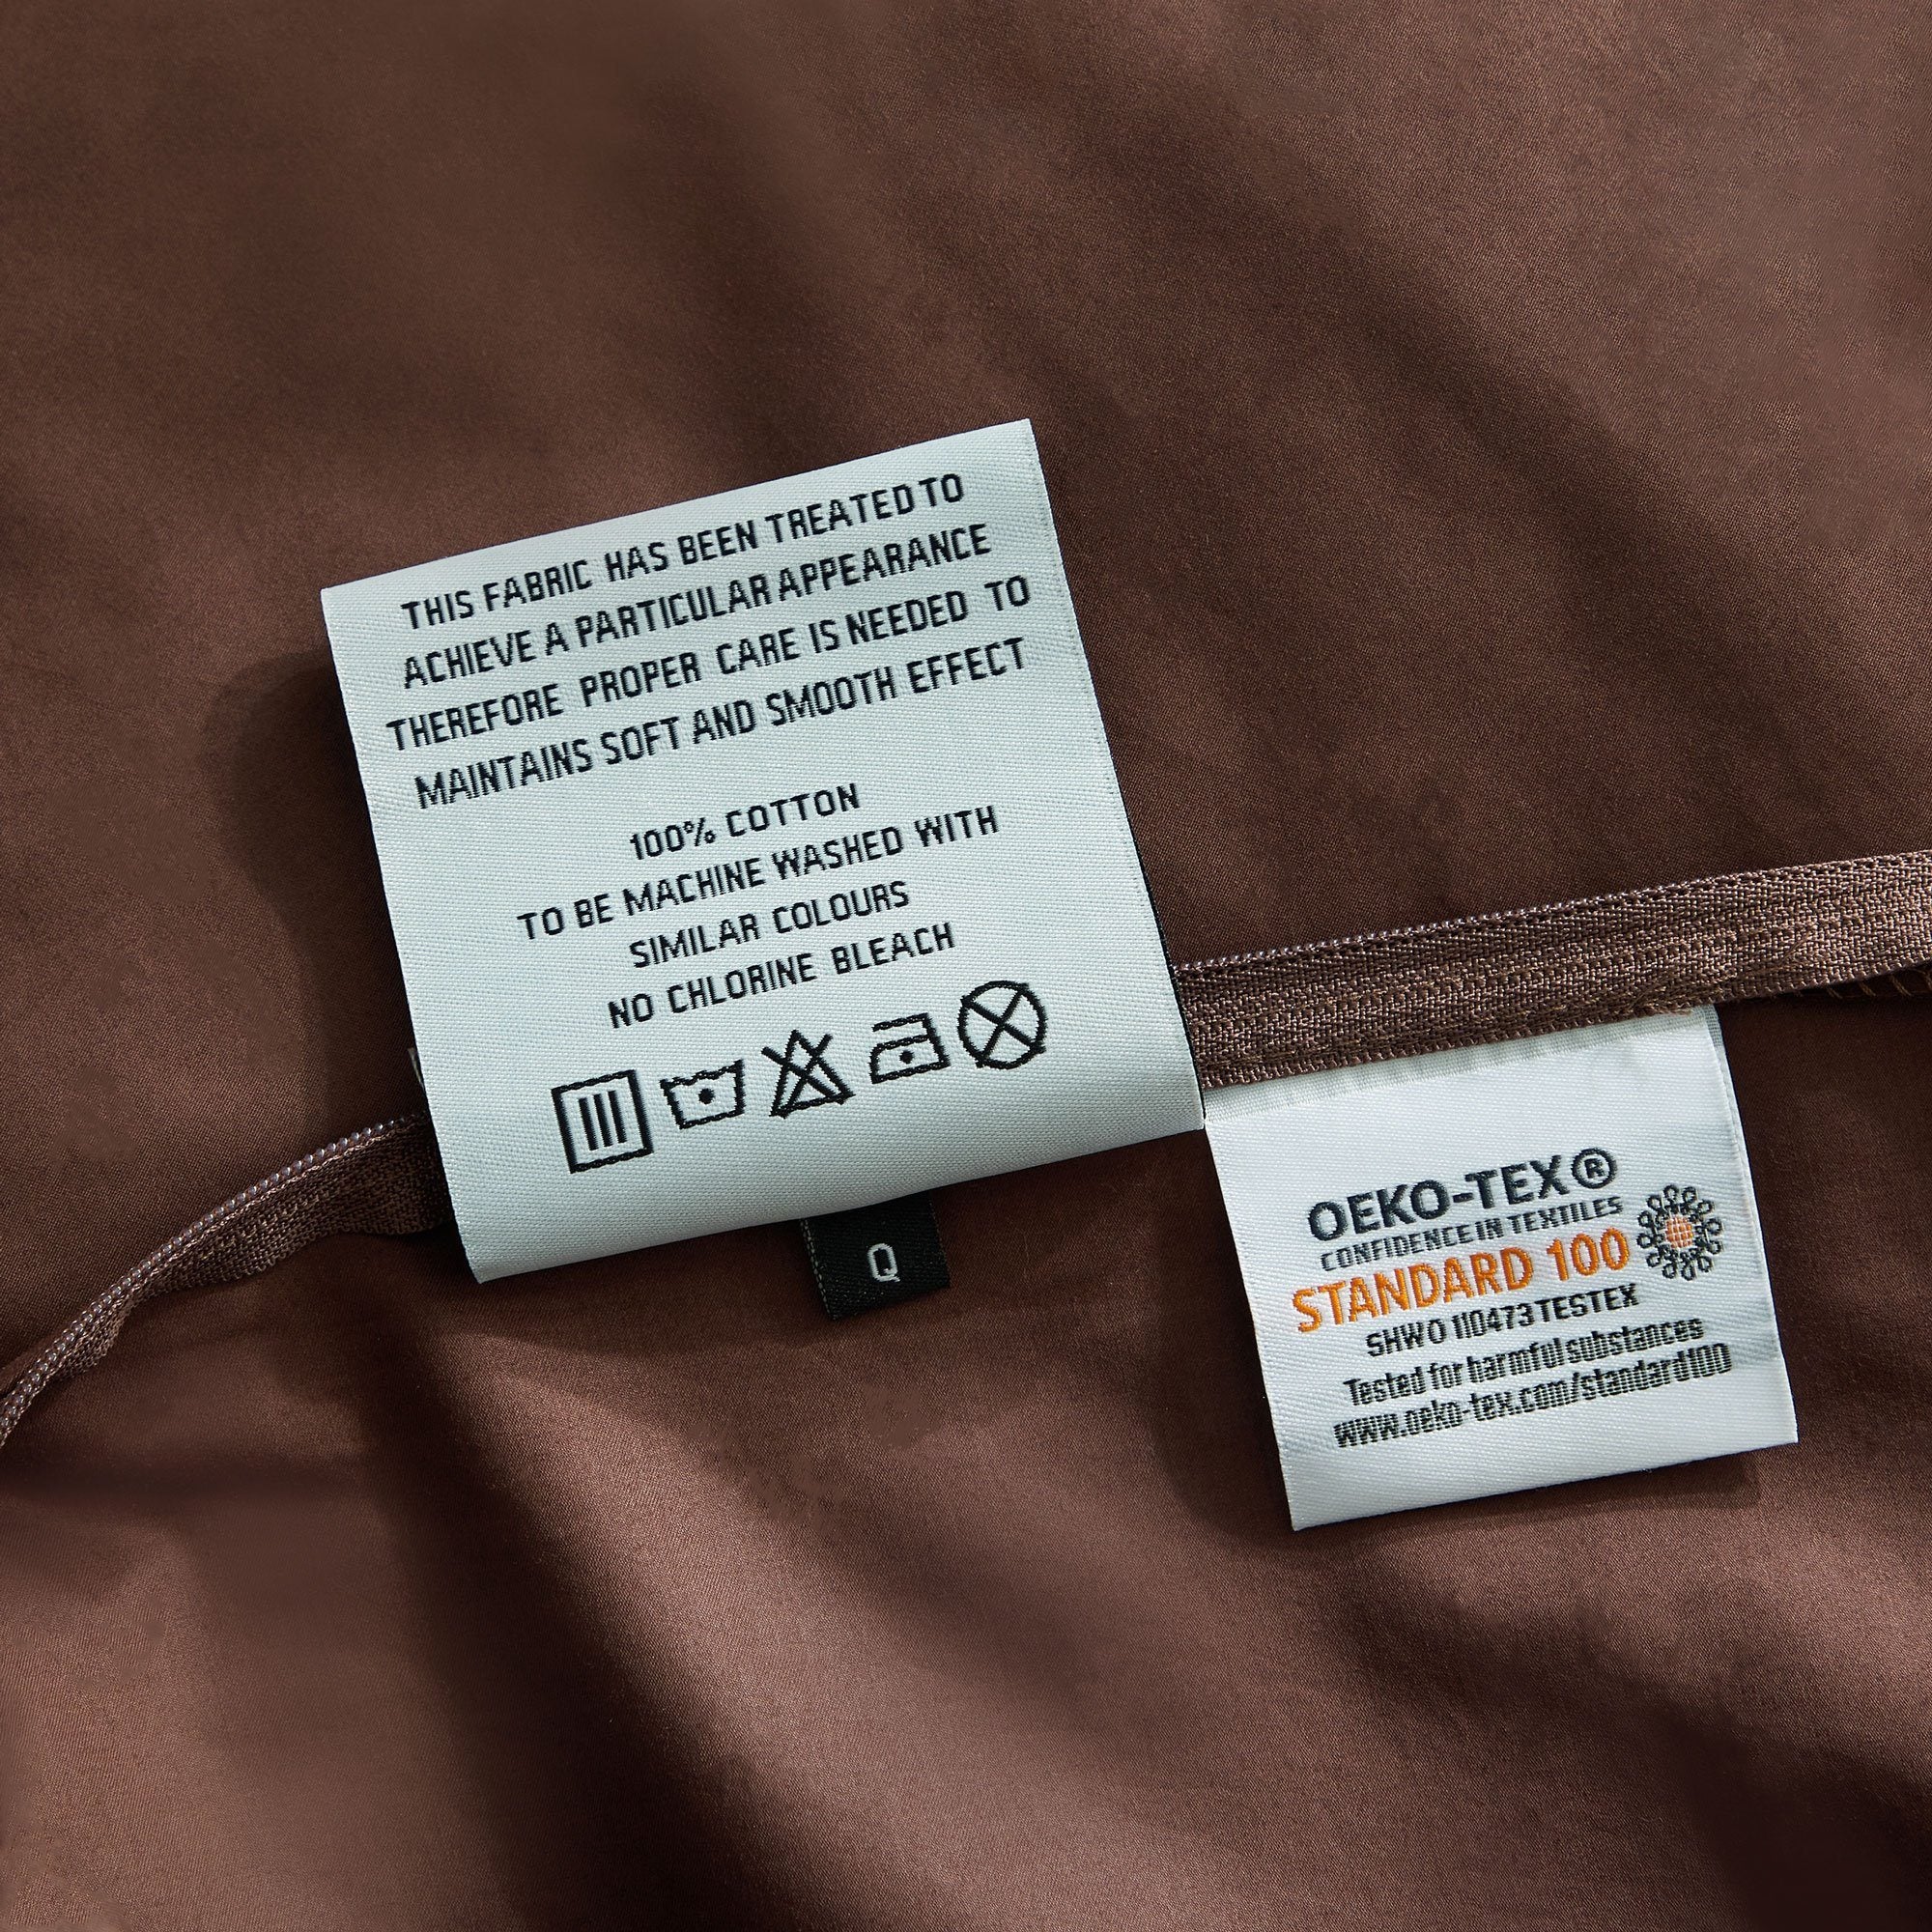 THIS FABRIC HAS BEEN TREATED TO
ACHIEVE A PARTICULAR APPEARANCE
THEREFORE PROPER CARE IS NEEDED TO
MAINTAINS SOFT AND SMOOTH EFFECT
100% COTTON
TO BE MACHINE WASHED WITH
SIMILAR COLOURS
NO CHLORINE BLEACH
Q
OEKO-TEX®
CONFIDENCE IN TEXTILES
STANDARD 100
SHWO 110473 TESTEX
Tested for harmful substances
www.oeko-tex.com/standard100